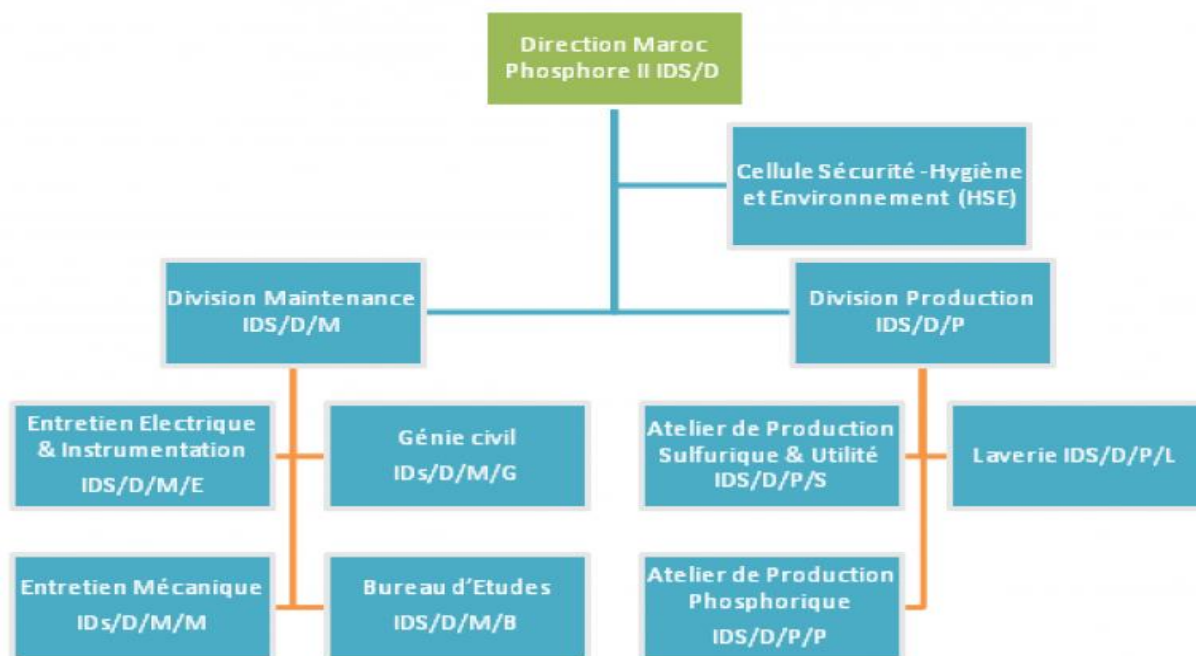 Direction Maroc
Phosphore II IDS/D
Cellule Sécurité -Hygiène
et Environnement (HSE)
Division Maintenance
IDS/D/M
Division Production
IDS/D/P
Entretien Electrique
& Instrumentation
IDS/D/M/E
Génie civil
IDs/D/M/G
Atelier de Production
Sulfurique & Utilité
IDS/D/P/S
Laverie IDS/D/P/L
Entretien Mécanique
IDs/D/M/M
Bureau d’Etudes
IDS/D/M/B
Atelier de Production
Phosphorique
IDS/D/P/P